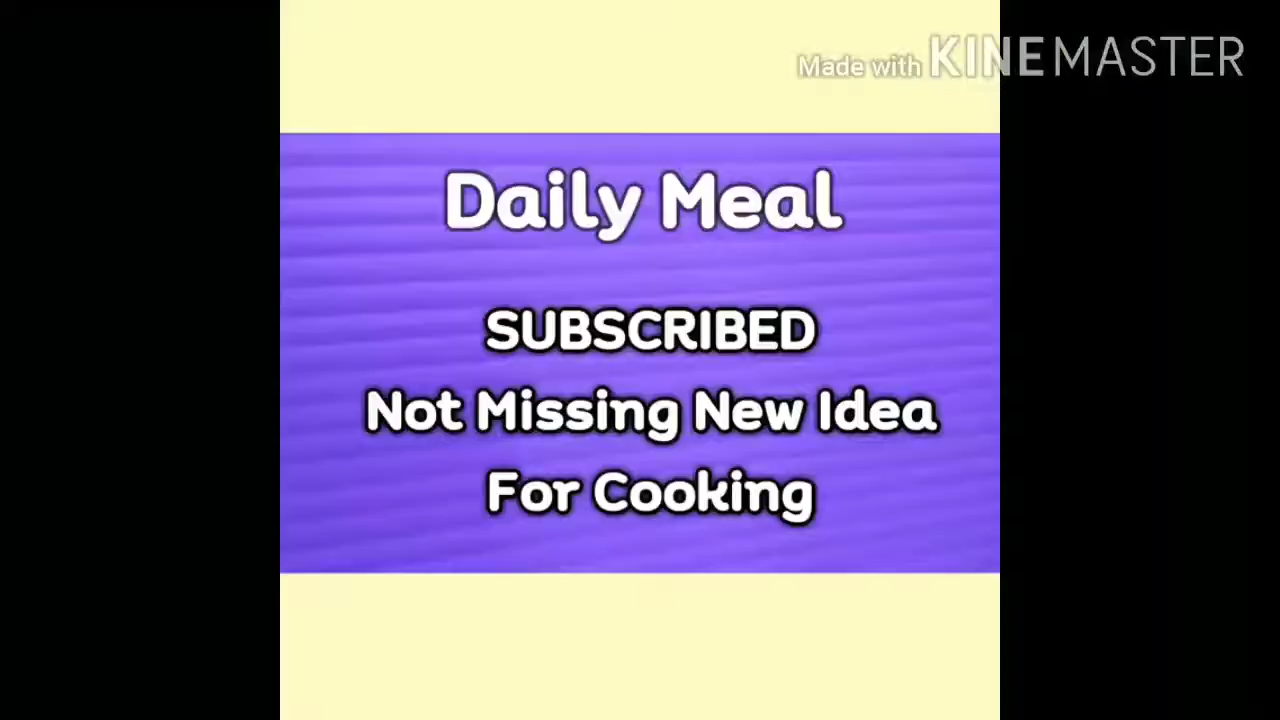 Made with KINEMASTER
Daily Meal
SUBSCRIBED
Not Missing New Idea
For Cooking